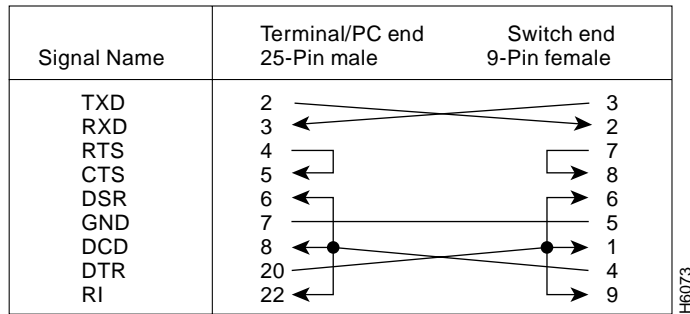 Terminal/PC end Switch end
Signal Name 25-Pin male 9-Pin female
TXD 2 3
RXD 3 2
RTS 4 7
CTS 5 8
DSR 6 6
GND 7 5
DCD 8 1
DTR 20 4
RI 22 9
H6073